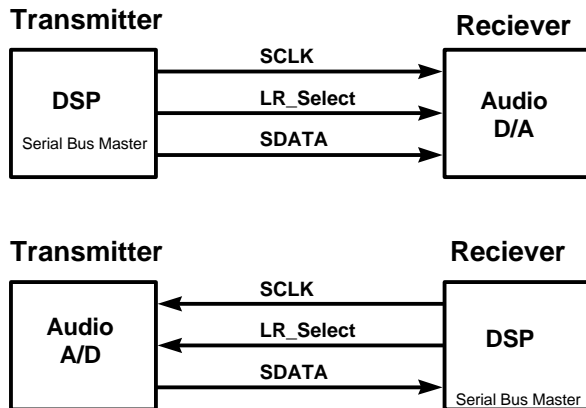 Transmitter
Reciever
SCLK
DSP
LR_Select
Audio
D/A
Serial Bus Master
SDATA
Transmitter
Reciever
SCLK
Audio
A/D
LR_Select
DSP
SDATA
Serial Bus Master